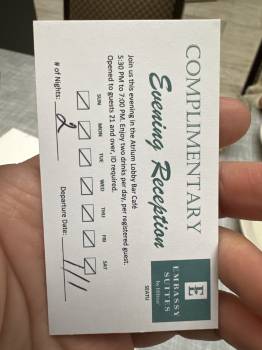 COMPLIMENTARY
Evening Reception
E
EMBASSY
SUITES
by Hilton
SEATU
Join us this evening in the Atrium Lobby Bar Café
5:30 PM to 7:00 PM. Enjoy two drinks per day, per registered guest.
Opened to guests 21 and over, ID required.
SUN MON TUE WED THU FRI SAT
# of Nights: 2 Departure Date: 7/1